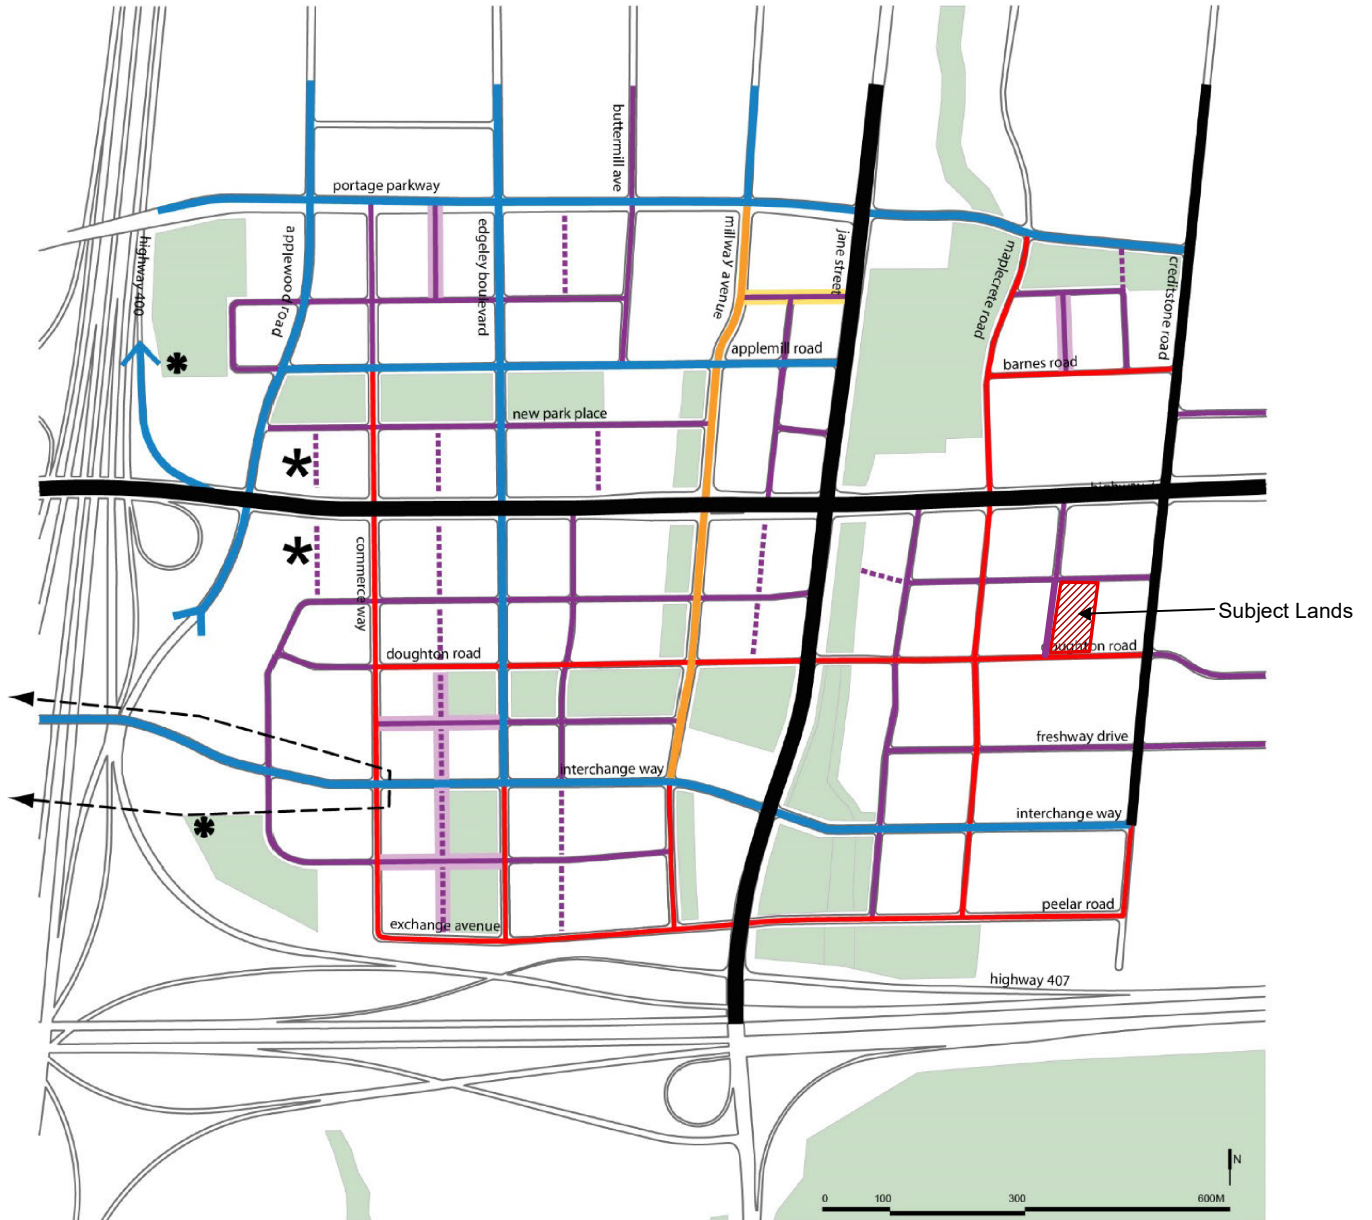 buttermill ave
portage parkway
highway 400
applewood road
edgeley boulevard
millway avenue
jane street
maplecrete road
creditstone road
applemill road
barnes road
new park place
commerce way
Subject Lands
doughton road
road
freshway drive
interchange way
interchange way
peelar road
exchange avenue
highway 407
N
0 100 300 600M